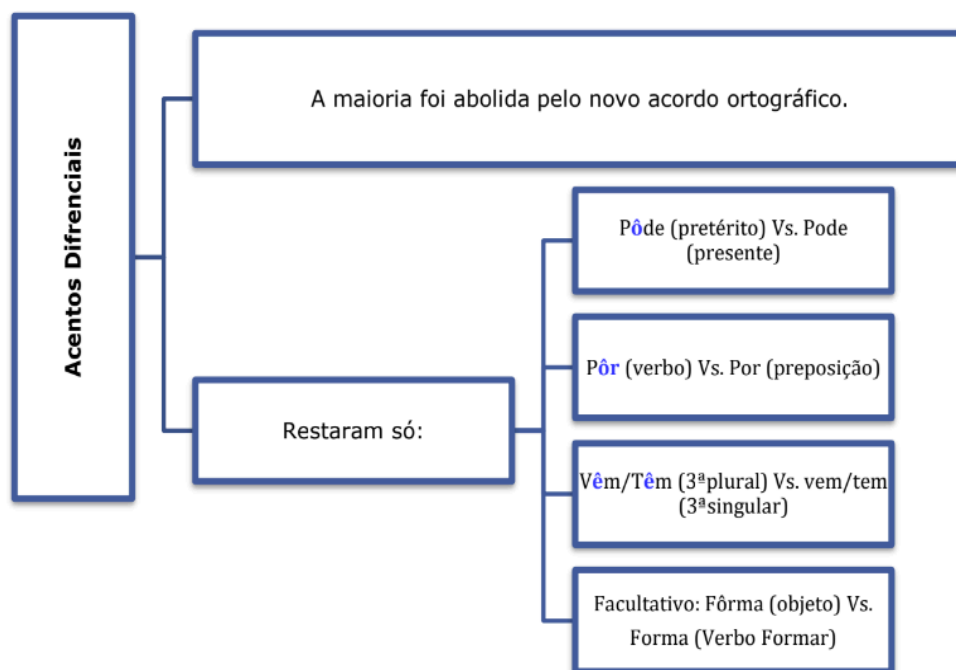 Acentos Difrenciais
A maioria foi abolida pelo novo acordo ortográfico.
Restaram só:
Pôde (pretérito) Vs. Pode
(presente)
Pôr (verbo) Vs. Por (preposição)
Vêm/Têm (3ªplural) Vs. vem/tem
(3ªsingular)
Facultativo: Fôrma (objeto) Vs.
Forma (Verbo Formar)